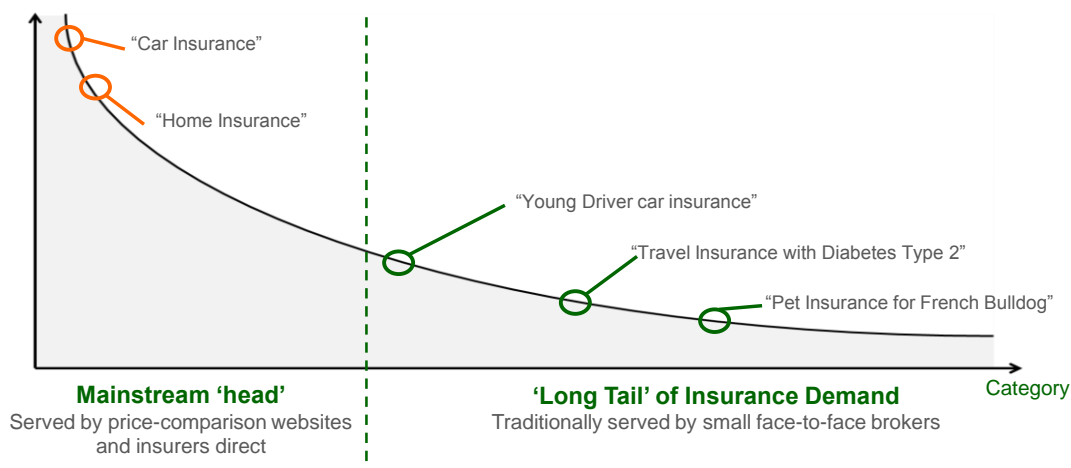 “Car Insurance”
“Home Insurance”
“Young Driver car insurance”
“Travel Insurance with Diabetes Type 2”
“Pet Insurance for French Bulldog”
Category
Mainstream ‘head’
Served by price-comparison websites
and insurers direct
‘Long Tail’ of Insurance Demand
Traditionally served by small face-to-face brokers